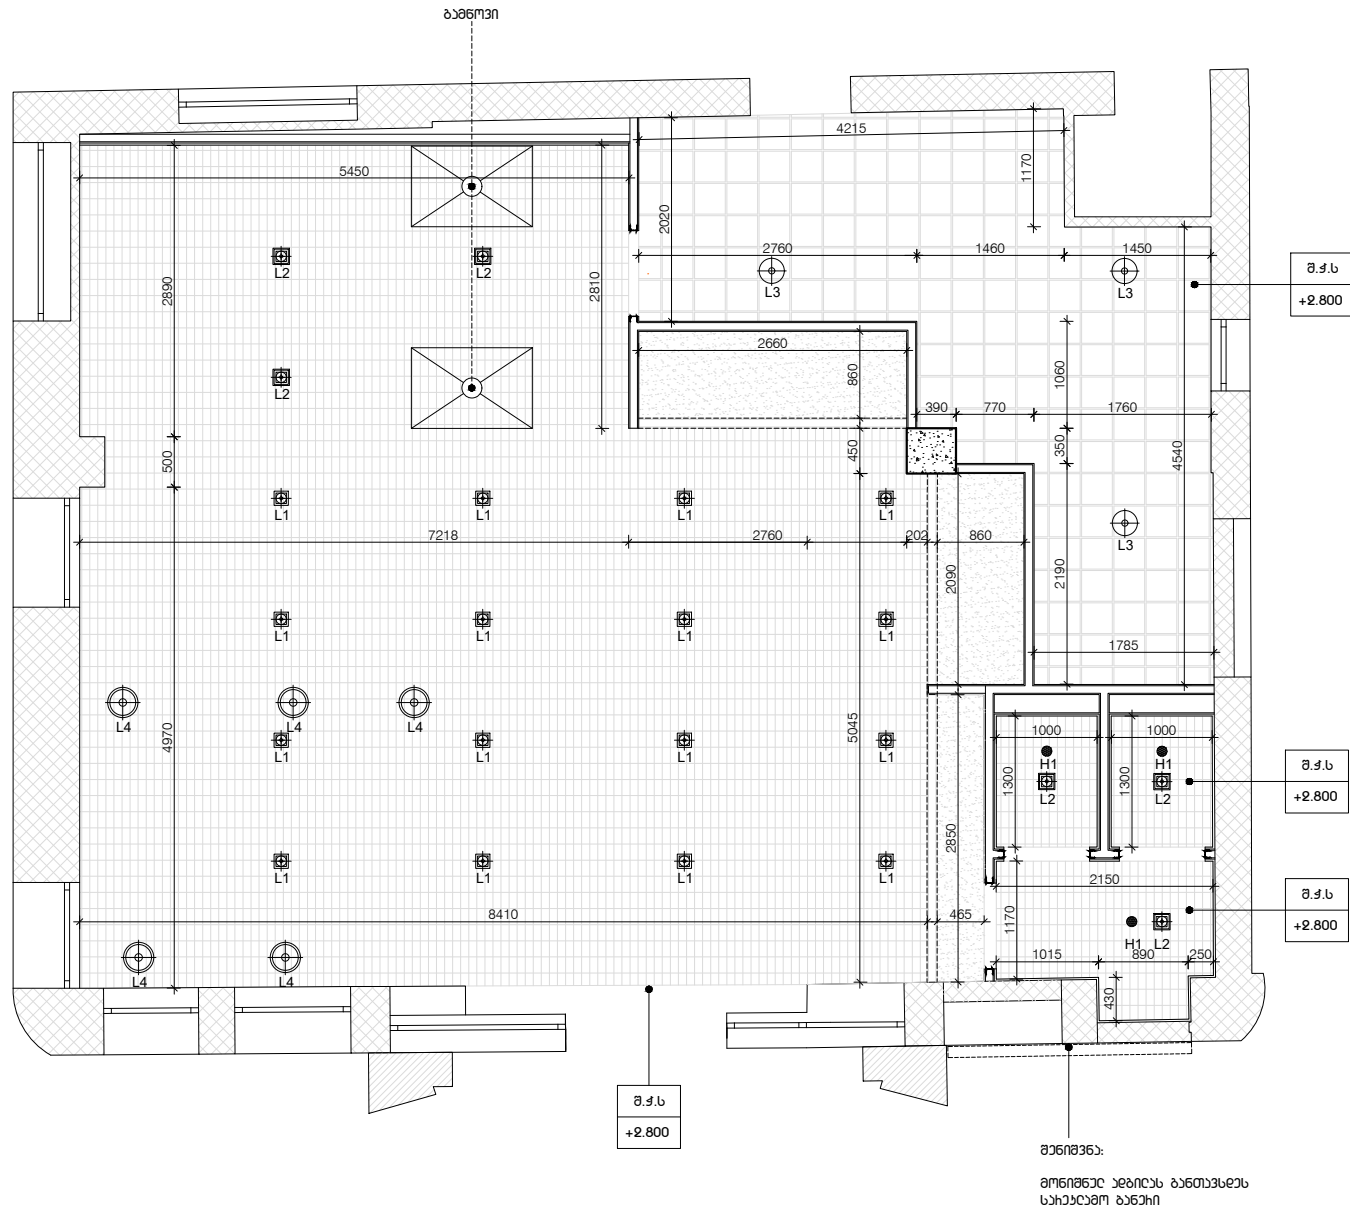 გამწოვი
4215
5450
1170
2020
2760
1460
1450
შ.ჭ.ს
+2.800
L2
L2
L3
L3
2890
2810
2660
860
1060
L2
390
770
1760
500
450
350
4540
L1
L1
L1
L1
7218
2760
202
860
L3
2090
2190
L1
L1
L1
L1
1785
L4
L4
L4
4970
5045
1000
1000
L1
L1
L1
L1
H1
H1
1300
1300
L2
L2
შ.ჭ.ს
+2.800
2850
L1
L1
L1
L1
2150
8410
465
1170
შ.ჭ.ს
+2.800
H1
L2
1015
890
250
L4
L4
430
შ.ჭ.ს
+2.800
შენიშვნა:
მონიშნულ ადგილას განთავსდეს
სარეკლამო ბანერი